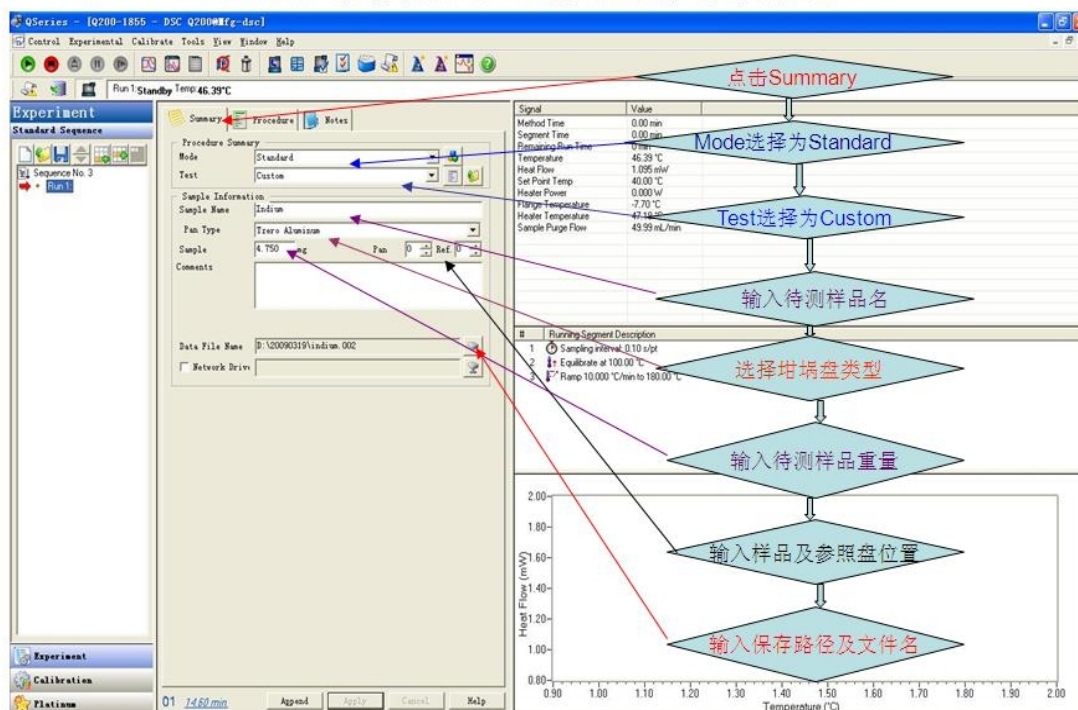 QSeries - [Q200-1855 - DSC Q200@Mfg-dsc]
Control Experimental Calibrate Tools View Window Help
Run 1:Standby Temp:46.39°C
Experiment
Standard Sequence
Sequence No. 3
Run 1:
Experiment
Calibration
Platinum
Summary
Procedure
Notes
Procedure Summary
Mode Standard
Test Custom
Sample Information
Sample Name Indium
Pan Type Tzero Aluminum
Sample 4.750 mg Pan 0 Ref. 0
Comments
Data File Name D:\20090319\indium.002
Network Drive
01 14.60 min Append Apply Cancel Help
Signal Value
Method Time 0.00 min
Segment Time 0.00 min
Remaining Run Time 0 min
Temperature 46.39 °C
Heat Flow 1.095 mW
Set Point Temp 40.00 °C
Heater Power 0.000 W
Flange Temperature -7.70 °C
Heater Temperature
Sample Purge Flow 49.99 mL/min
# Running Segment Description
1 Sampling interval: 0.10 s/pt
2 Equilibrate at 100.00 °C
3 Ramp 10.000 °C/min to 180.00 °C
点击Summary
Mode选择为Standard
Test选择为Custom
输入待测样品名
选择坩埚盘类型
输入待测样品重量
输入样品及参照盘位置
输入保存路径及文件名
Heat Flow (mW)
2.00
1.80
1.60
1.40
1.20
1.00
0.80
0.90 1.00 1.10 1.20 1.30 1.40 1.50 1.60 1.70 1.80 1.90 2.00
Temperature (°C)